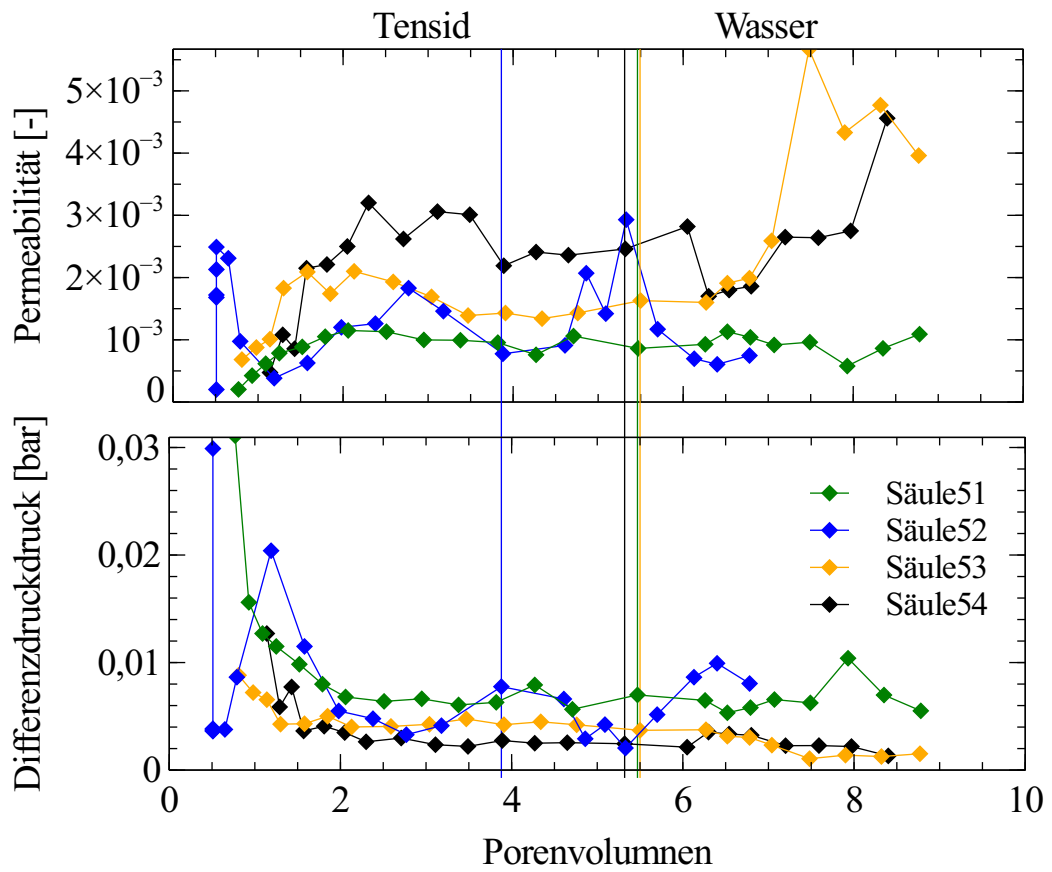 Tensid Wasser
Permeabilität [-]
5×10⁻³
4×10⁻³
3×10⁻³
2×10⁻³
10⁻³
0
Differenzdruckdruck [bar]
0,03
0,02
0,01
0
Säule51
Säule52
Säule53
Säule54
0 2 4 6 8 10
Porenvolumnen